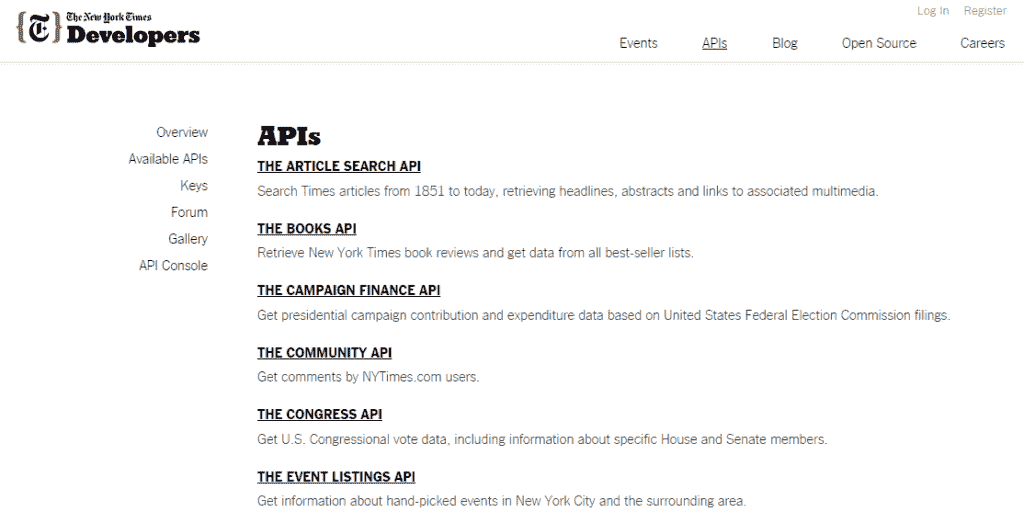 Log In Register
{T} The New York Times
Developers
Events APIs Blog Open Source Careers
Overview
Available APIs
Keys
Forum
Gallery
API Console
APIs
THE ARTICLE SEARCH API
Search Times articles from 1851 to today, retrieving headlines, abstracts and links to associated multimedia.
THE BOOKS API
Retrieve New York Times book reviews and get data from all best-seller lists.
THE CAMPAIGN FINANCE API
Get presidential campaign contribution and expenditure data based on United States Federal Election Commission filings.
THE COMMUNITY API
Get comments by NYTimes.com users.
THE CONGRESS API
Get U.S. Congressional vote data, including information about specific House and Senate members.
THE EVENT LISTINGS API
Get information about hand-picked events in New York City and the surrounding area.